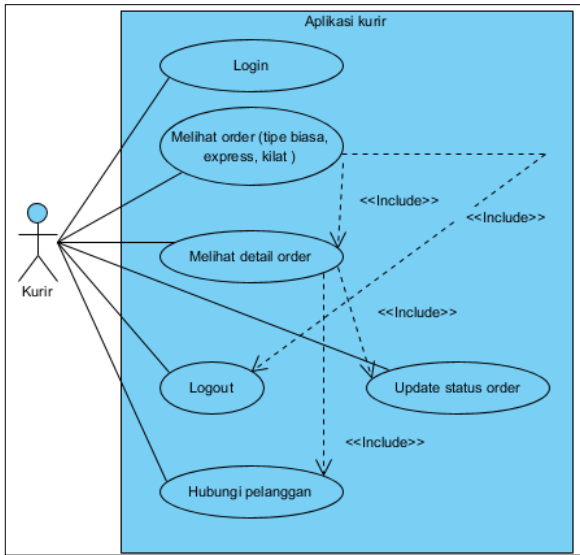 Aplikasi kurir
Login
Melihat order (tipe biasa,
express, kilat )
<<Include>>
<<Include>>
Melihat detail order
Kurir
<<Include>>
Logout
Update status order
<<Include>>
Hubungi pelanggan